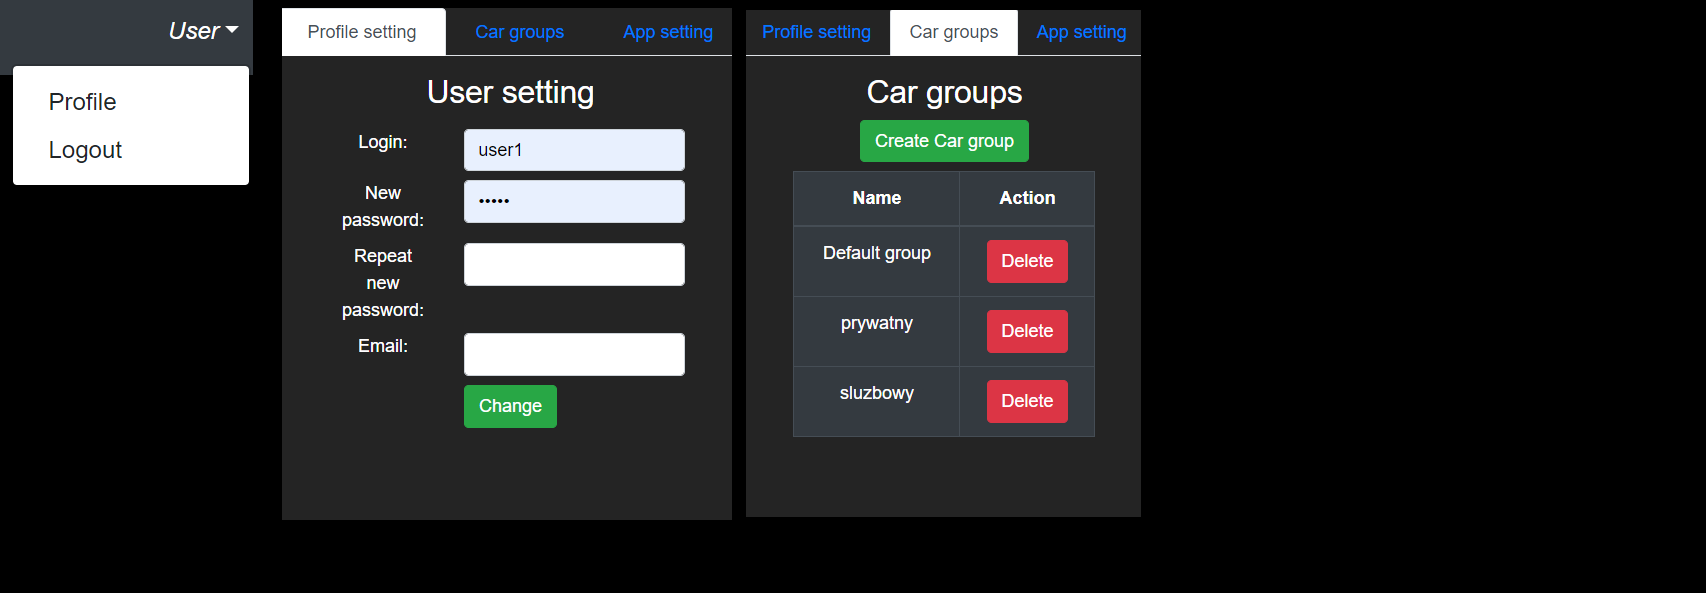 User
Profile
Logout
Profile setting Car groups App setting
User setting
Login: user1
New password: •••••
Repeat new password:
Email:
Change
Profile setting Car groups App setting
Car groups
Create Car group
Name Action
Default group Delete
prywatny Delete
sluzbowy Delete